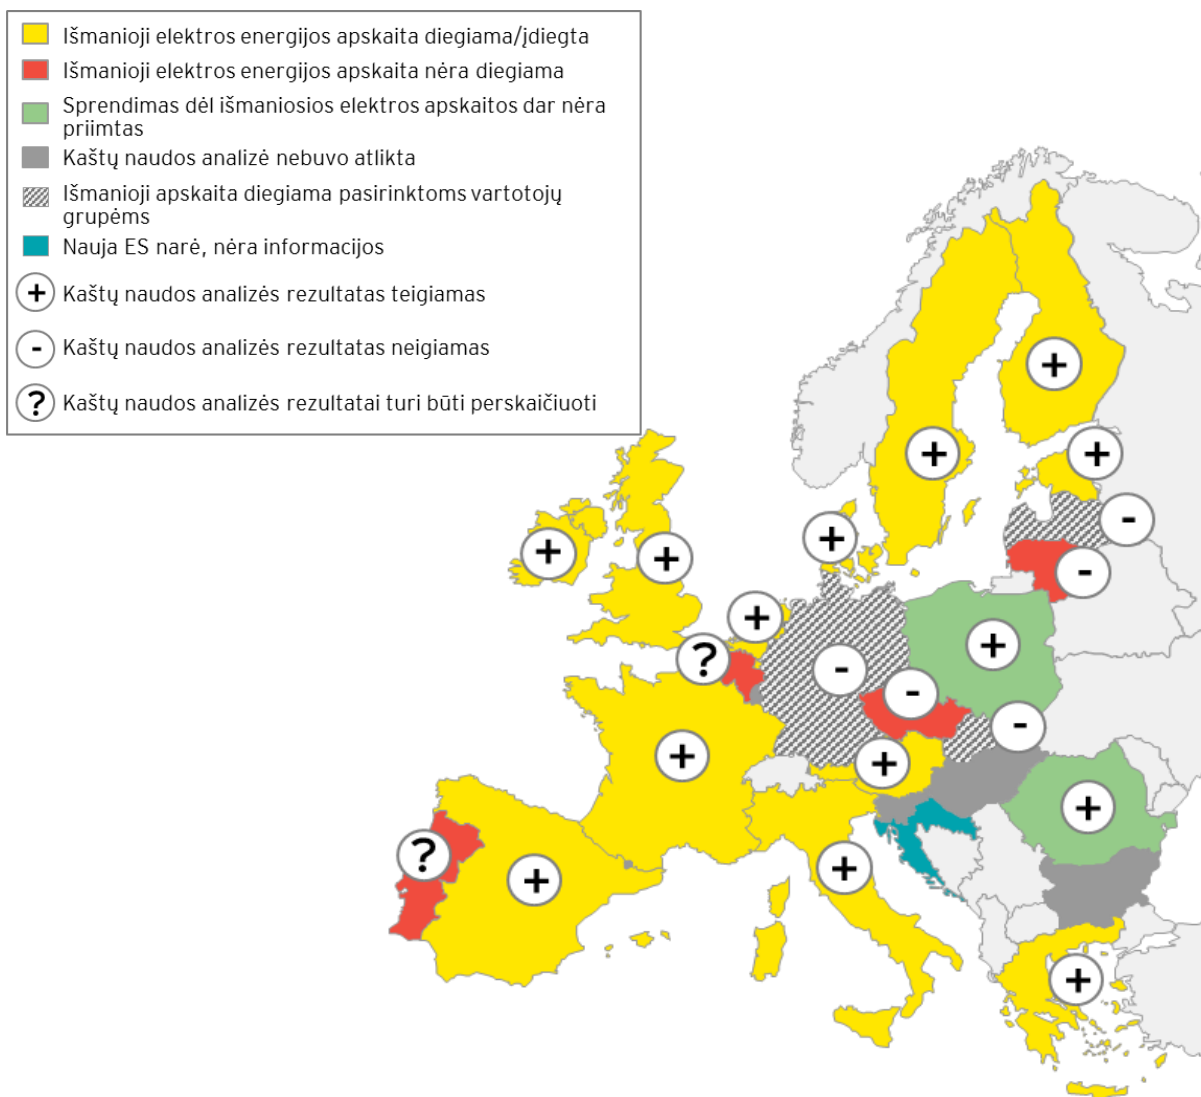 Išmanioji elektros energijos apskaita diegiama/įdiegta
Išmanioji elektros energijos apskaita nėra diegiama
Sprendimas dėl išmaniosios elektros apskaitos dar nėra
priimtas
Kaštų naudos analizė nebuvo atlikta
Išmanioji apskaita diegiama pasirinktoms vartotojų
grupėms
Nauja ES narė, nėra informacijos
+ Kaštų naudos analizės rezultatas teigiamas
- Kaštų naudos analizės rezultatas neigiamas
? Kaštų naudos analizės rezultatai turi būti perskaičiuoti
+
+
+
-
+
+
+
-
+
?
+
-
-
-
+
+
+
?
+
+
+